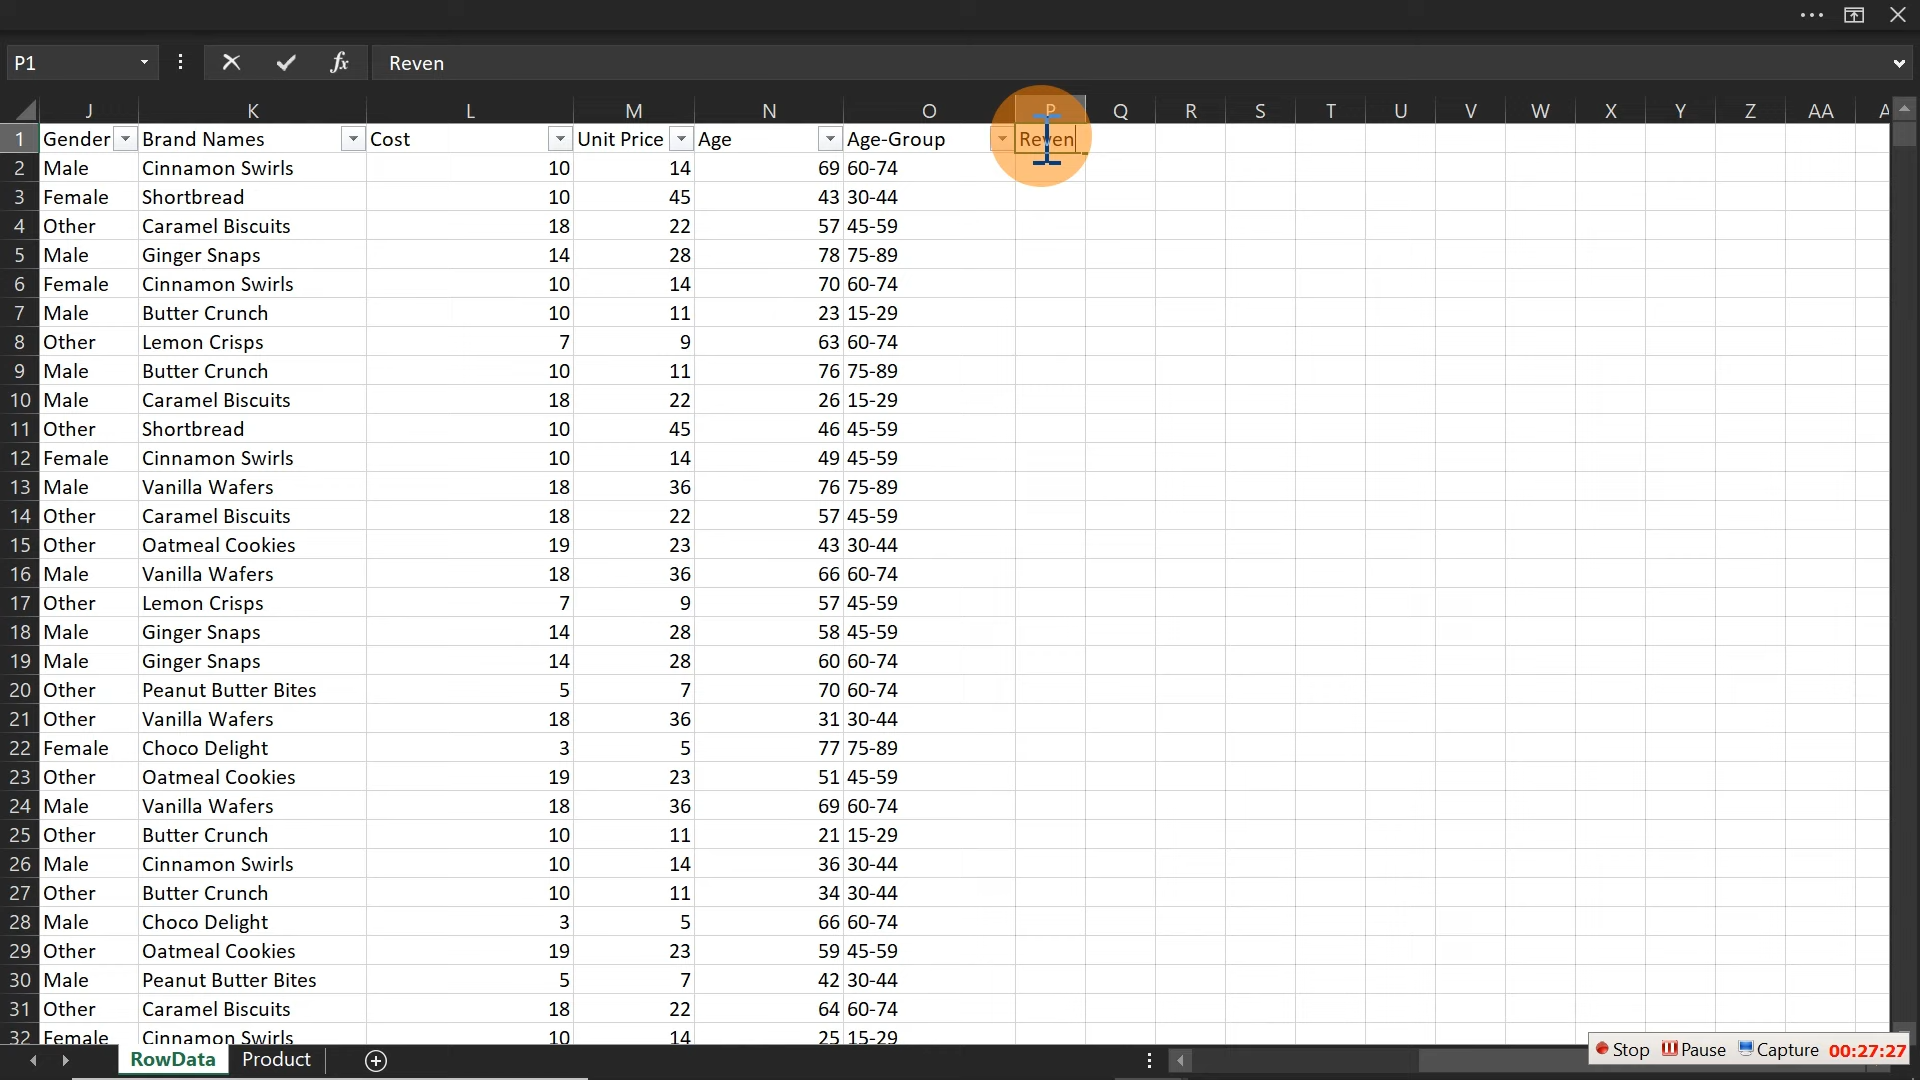 P1 fx Reven
J K L M N O P Q R S T U V W X Y Z AA A
1 Gender Brand Names Cost Unit Price Age Age-Group Reven
2 Male Cinnamon Swirls 10 14 69 60-74
3 Female Shortbread 10 45 43 30-44
4 Other Caramel Biscuits 18 22 57 45-59
5 Male Ginger Snaps 14 28 78 75-89
6 Female Cinnamon Swirls 10 14 70 60-74
7 Male Butter Crunch 10 11 23 15-29
8 Other Lemon Crisps 7 9 63 60-74
9 Male Butter Crunch 10 11 76 75-89
10 Male Caramel Biscuits 18 22 26 15-29
11 Other Shortbread 10 45 46 45-59
12 Female Cinnamon Swirls 10 14 49 45-59
13 Male Vanilla Wafers 18 36 76 75-89
14 Other Caramel Biscuits 18 22 57 45-59
15 Other Oatmeal Cookies 19 23 43 30-44
16 Male Vanilla Wafers 18 36 66 60-74
17 Other Lemon Crisps 7 9 57 45-59
18 Male Ginger Snaps 14 28 58 45-59
19 Male Ginger Snaps 14 28 60 60-74
20 Other Peanut Butter Bites 5 7 70 60-74
21 Other Vanilla Wafers 18 36 31 30-44
22 Female Choco Delight 3 5 77 75-89
23 Other Oatmeal Cookies 19 23 51 45-59
24 Male Vanilla Wafers 18 36 69 60-74
25 Other Butter Crunch 10 11 21 15-29
26 Male Cinnamon Swirls 10 14 36 30-44
27 Other Butter Crunch 10 11 34 30-44
28 Male Choco Delight 3 5 66 60-74
29 Other Oatmeal Cookies 19 23 59 45-59
30 Male Peanut Butter Bites 5 7 42 30-44
31 Other Caramel Biscuits 18 22 64 60-74
32 Female Cinnamon Swirls 10 14 25 15-29
RowData Product
Stop Pause Capture 00:27:27